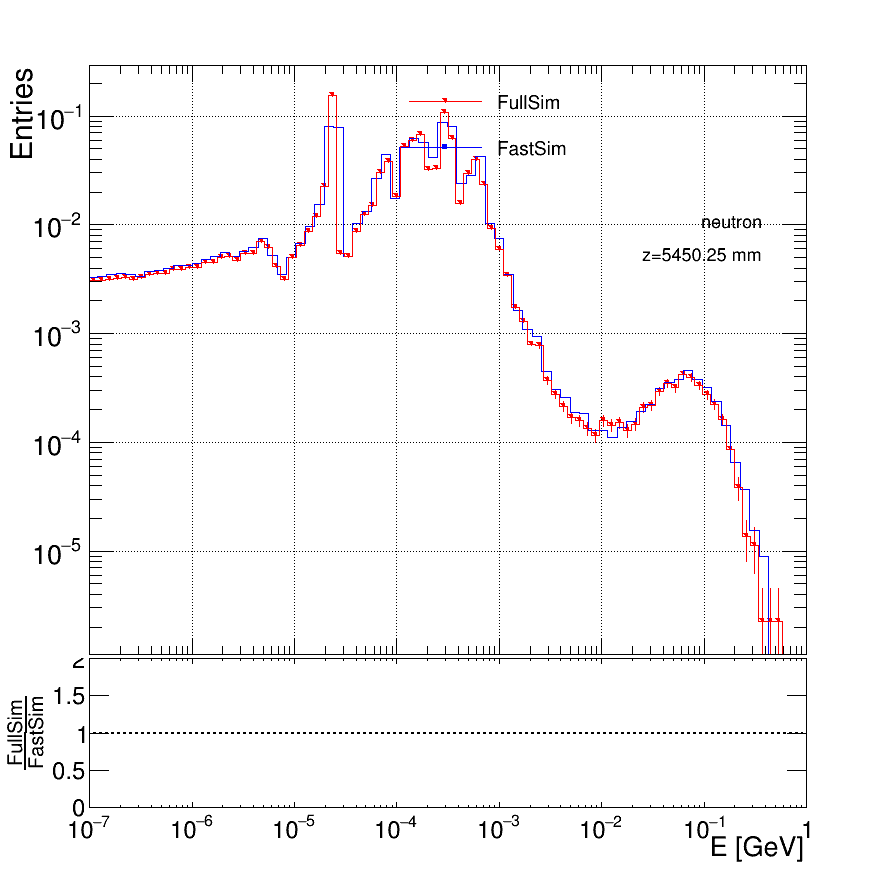 Entries
10⁻¹
10⁻²
10⁻³
10⁻⁴
10⁻⁵
FullSim
FastSim
neutron
z=5450.25 mm
FullSim
FastSim
2
1.5
1
0.5
0
10⁻⁷ 10⁻⁶ 10⁻⁵ 10⁻⁴ 10⁻³ 10⁻² 10⁻¹ 1
E [GeV]